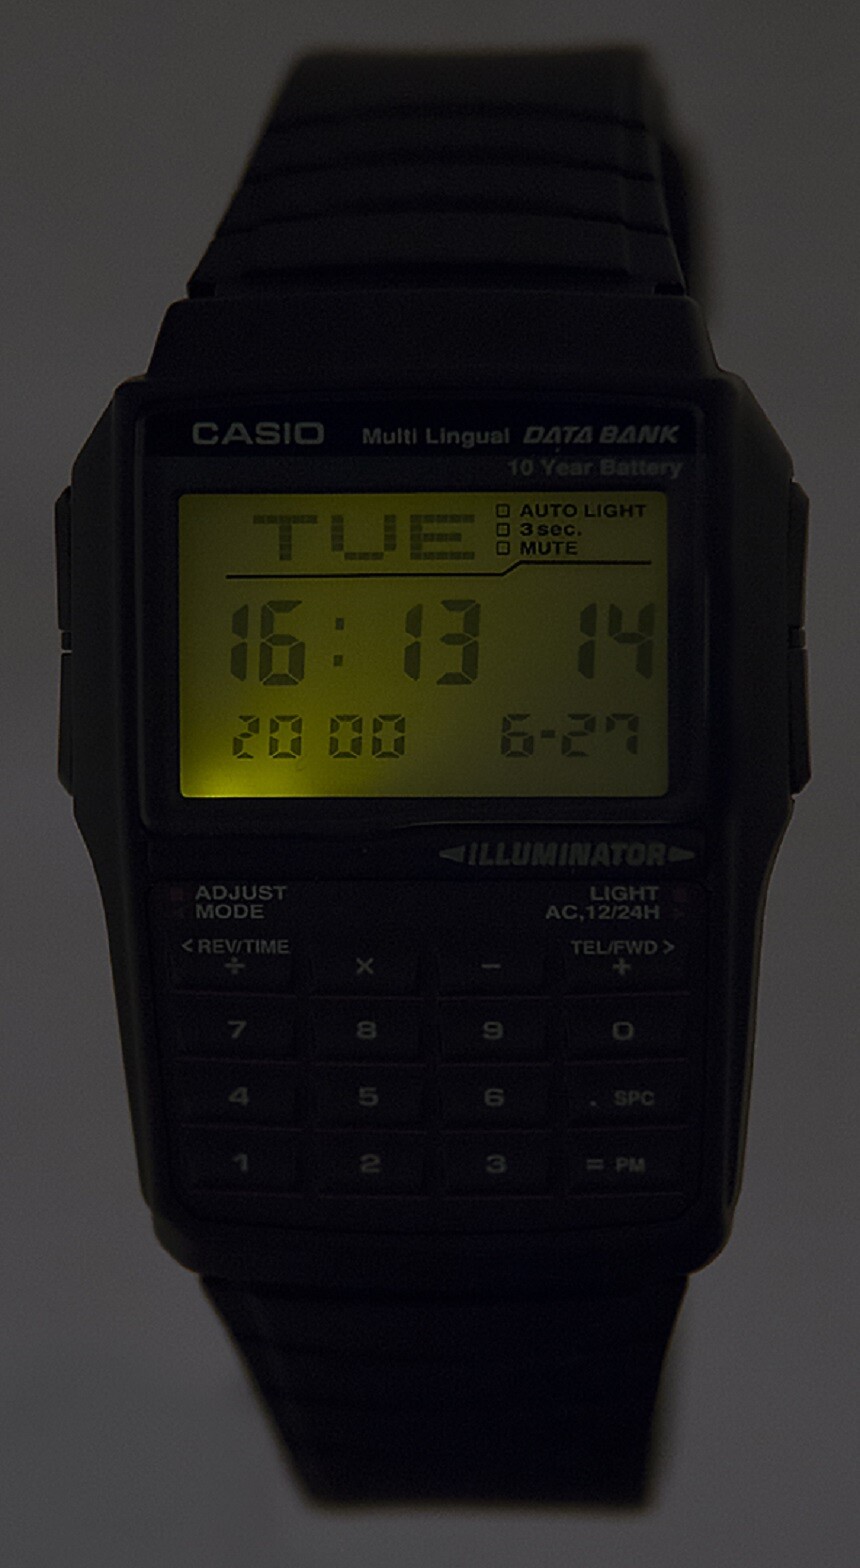 CASIO Multi Lingual DATA BANK
10 Year Battery
TUE
AUTO LIGHT
3 sec.
MUTE
16:13 14
20 00 6-27
ILLUMINATOR
ADJUST LIGHT
MODE AC,12/24H
< REV/TIME TEL/FWD >
÷ × − +
7 8 9 0
4 5 6 . SPC
1 2 3 = PM